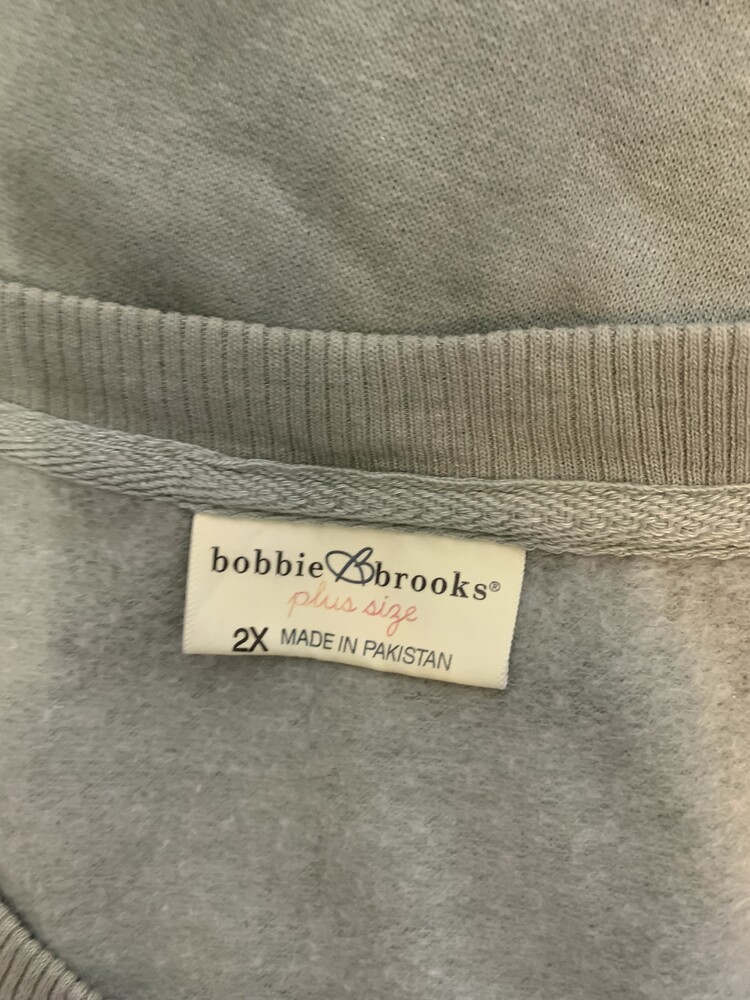 bobbie B brooks®
plus size
2X MADE IN PAKISTAN